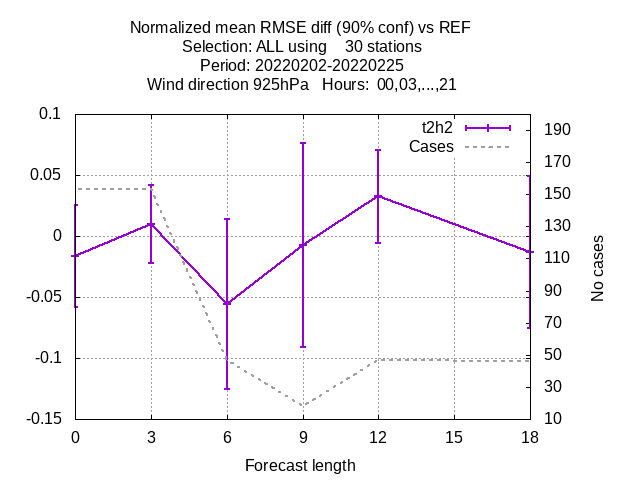 Normalized mean RMSE diff (90% conf) vs REF
Selection: ALL using    30 stations
Period: 20220202-20220225
Wind direction 925hPa   Hours:  00,03,...,21
t2h2
Cases
0.1
0.05
0
-0.05
-0.1
-0.15
190
170
150
130
110
90
70
50
30
10
No cases
0 3 6 9 12 15 18
Forecast length